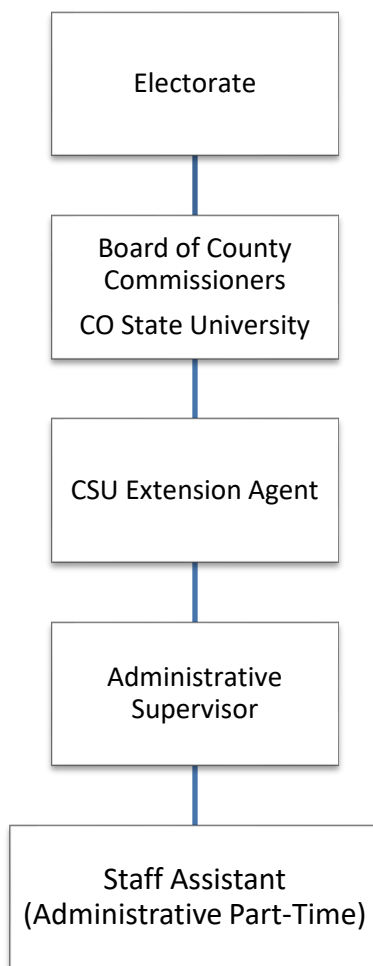 Electorate
Board of County
Commissioners
CO State University
CSU Extension Agent
Administrative
Supervisor
Staff Assistant
(Administrative Part-Time)